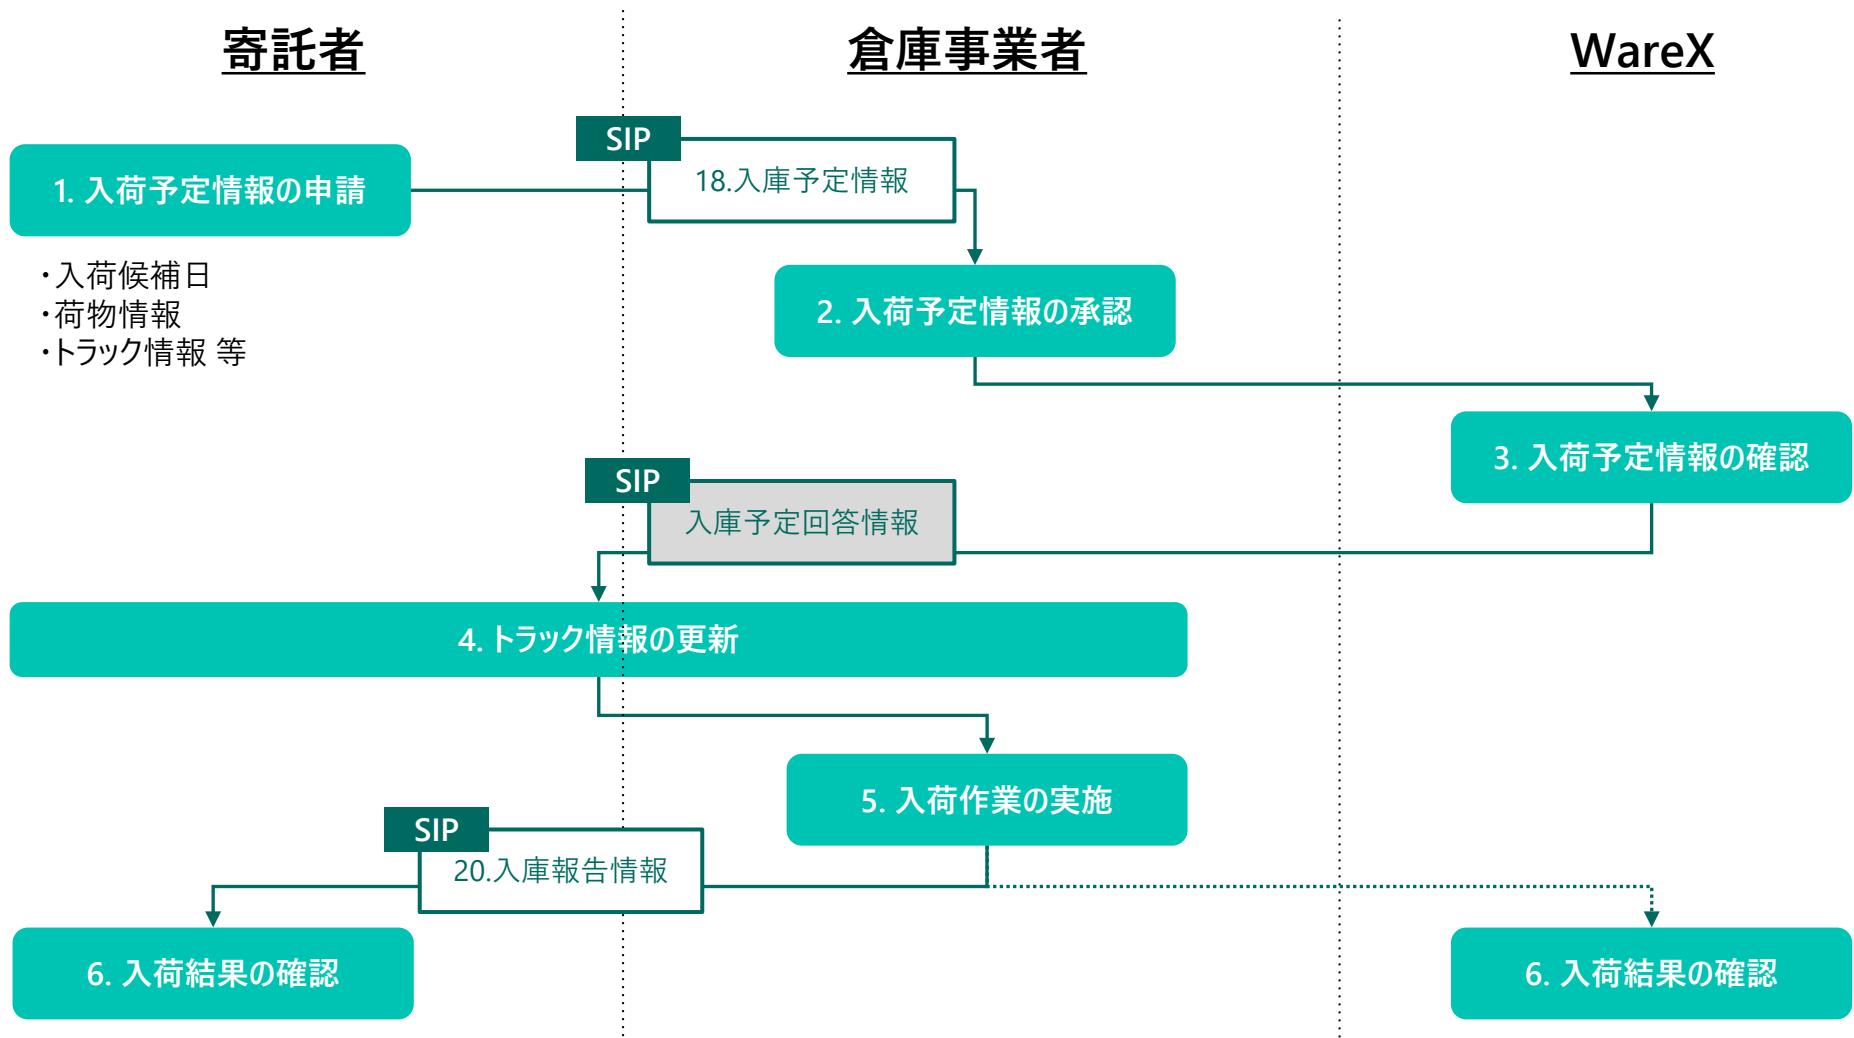 寄託者
倉庫事業者
WareX
SIP
1. 入荷予定情報の申請
18.入庫予定情報
・入荷候補日
・荷物情報
・トラック情報 等
2. 入荷予定情報の承認
3. 入荷予定情報の確認
SIP
入庫予定回答情報
4. トラック情報の更新
5. 入荷作業の実施
SIP
20.入庫報告情報
6. 入荷結果の確認
6. 入荷結果の確認